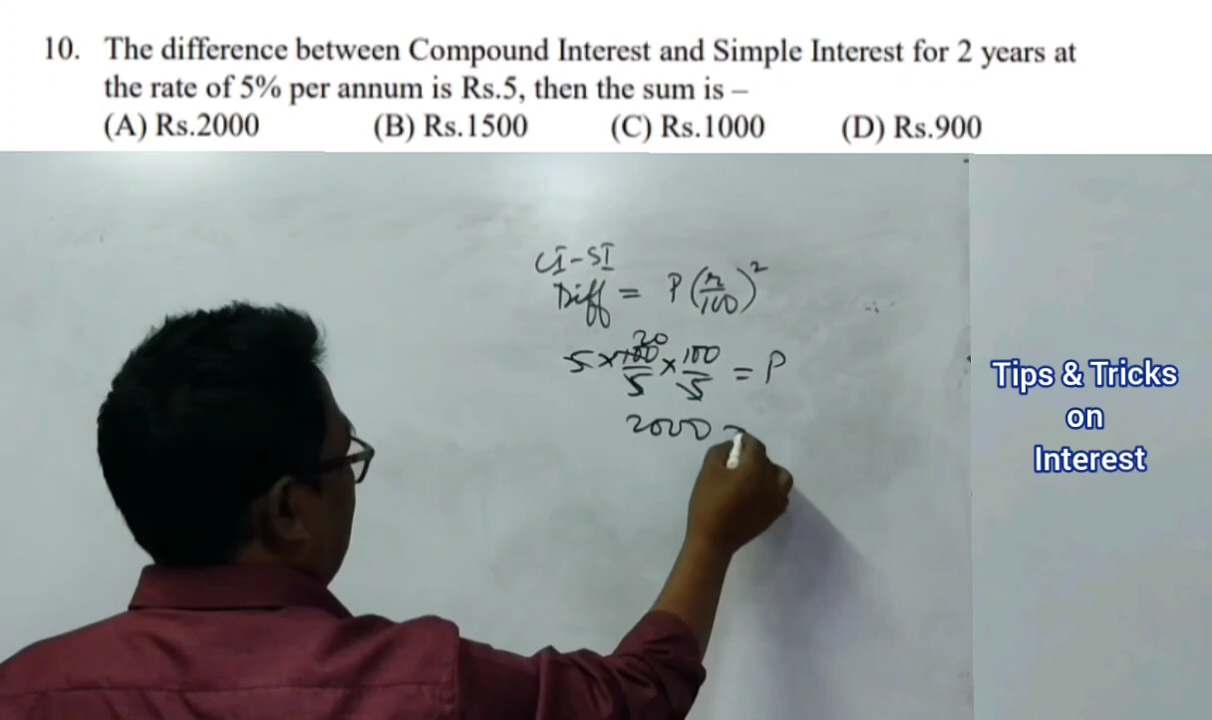 10. The difference between Compound Interest and Simple Interest for 2 years at
the rate of 5% per annum is Rs.5, then the sum is –
(A) Rs.2000 (B) Rs.1500 (C) Rs.1000 (D) Rs.900
CI-SI
Diff = P(r/100)²
5 × 100/5 × 100/5 = P
20
2000 =
Tips & Tricks
on
Interest